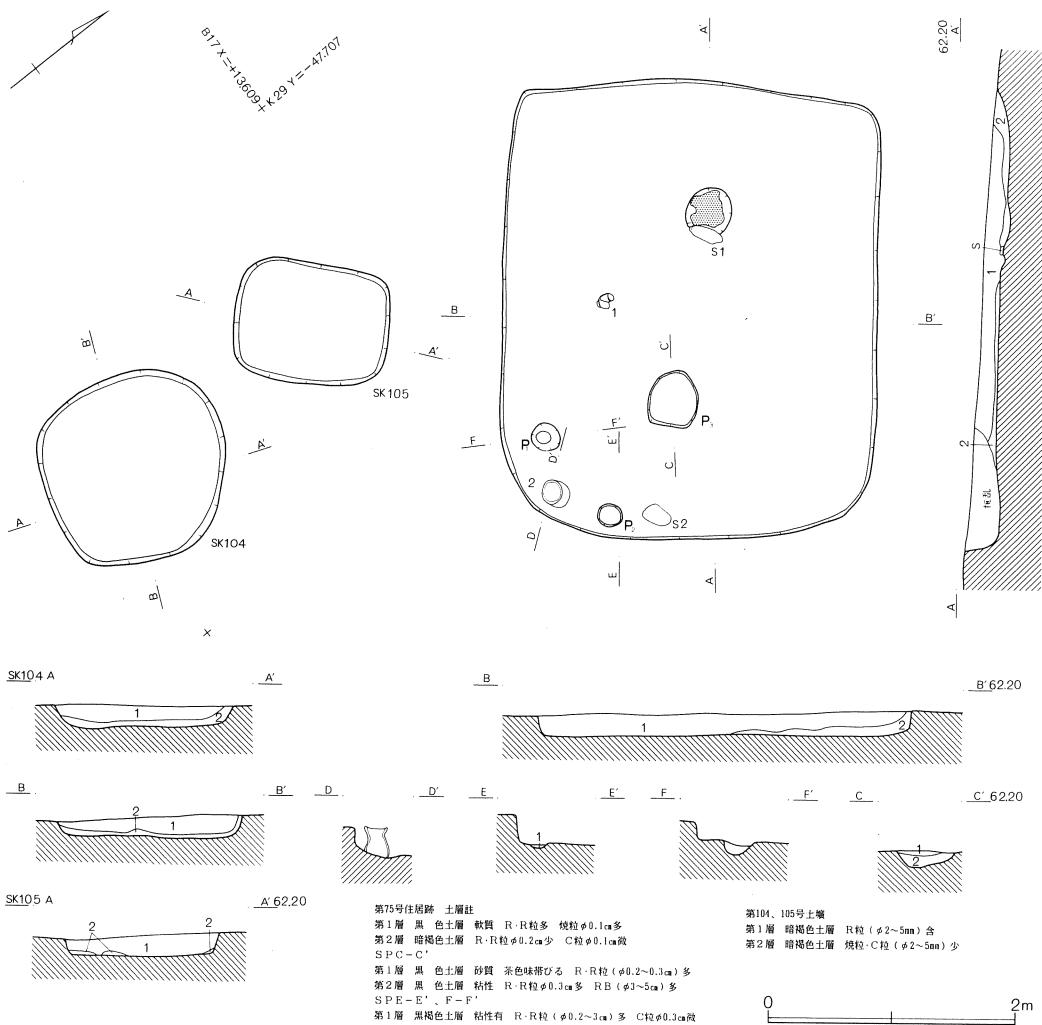 B17 X=+13.609
K29 Y=-47.707
A'
62.20
A'
2
S
1
2
撹乱
A
S1
1
B
B'
C'
P3
C
F
F'
E'
P1
D'
2
P2
S2
D
E
A
A
A'
SK105
B'
A'
A
SK104
B
SK104 A
A'
1
2
B
B' 62.20
1
2
B
B'
2
1
D
D'
E
E'
1
F
F'
C
C' 62.20
1
2
SK105 A
A' 62.20
2
1
2
第75号住居跡 土層註
第1層 黒 色土層 軟質 R・R粒多 焼粒φ0.1㎝多
第2層 暗褐色土層 R・R粒φ0.2㎝少 C粒φ0.1㎝微
SPC-C'
第1層 黒 色土層 砂質 茶色味帯びる R・R粒(φ0.2～0.3㎝)多
第2層 黒 色土層 粘性 R・R粒φ0.3㎝多 RB(φ3～5㎝)多
SPE-E'、F-F'
第1層 黒褐色土層 粘性有 R・R粒(φ0.2～3㎝)多 C粒φ0.3㎝微
第104、105号土壙
第1層 暗褐色土層 R粒(φ2～5㎜)含
第2層 暗褐色土層 焼粒・C粒(φ2～5㎜)少
0
2m